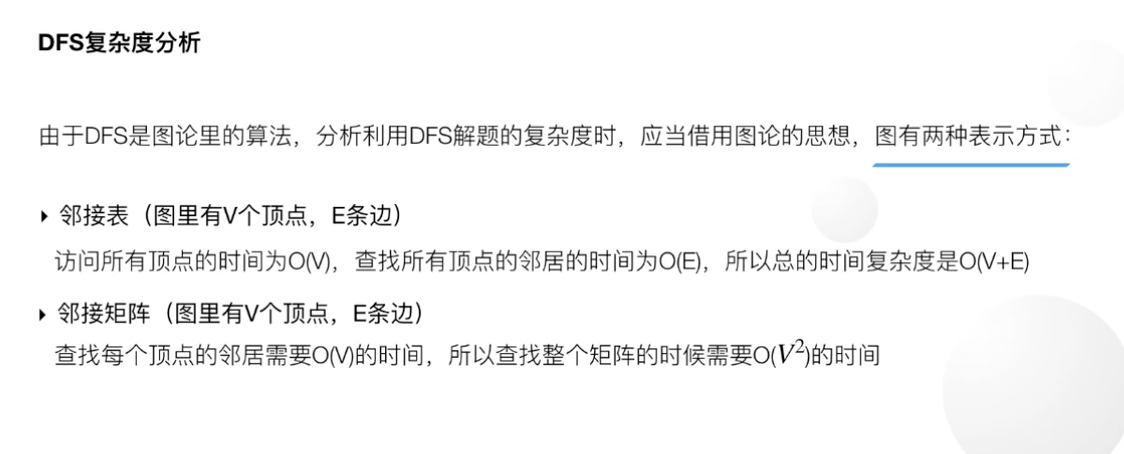 DFS复杂度分析
由于DFS是图论里的算法，分析利用DFS解题的复杂度时，应当借用图论的思想，图有两种表示方式：
邻接表（图里有V个顶点，E条边）
访问所有顶点的时间为O(V)，查找所有顶点的邻居的时间为O(E)，所以总的时间复杂度是O(V+E)
邻接矩阵（图里有V个顶点，E条边）
查找每个顶点的邻居需要O(V)的时间，所以查找整个矩阵的时候需要O(V²)的时间